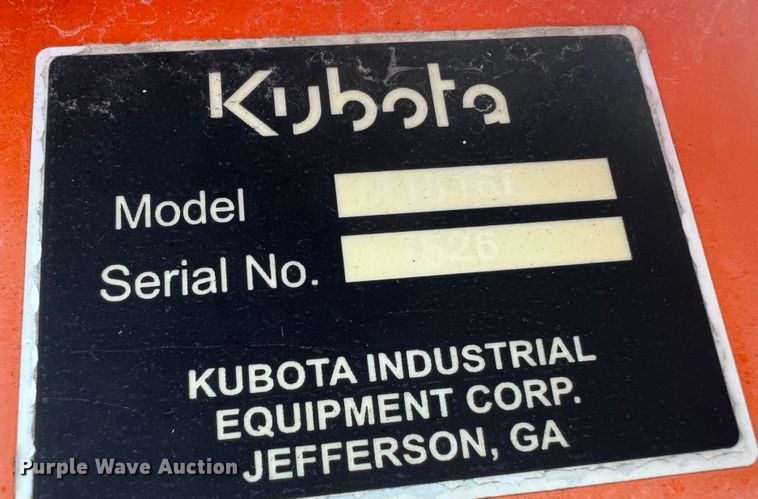 Kubota
Model
Serial No.
KUBOTA INDUSTRIAL
EQUIPMENT CORP.
JEFFERSON, GA
Purple Wave Auction